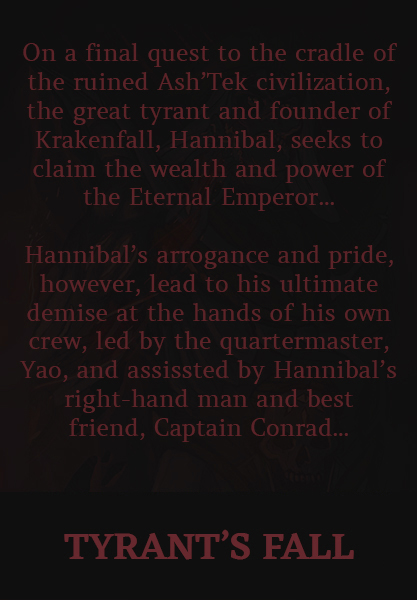 On a final quest to the cradle of
the ruined Ash’Tek civilization,
the great tyrant and founder of
Krakenfall, Hannibal, seeks to
claim the wealth and power of
the Eternal Emperor...
Hannibal’s arrogance and pride,
however, lead to his ultimate
demise at the hands of his own
crew, led by the quartermaster,
Yao, and assissted by Hannibal’s
right-hand man and best
friend, Captain Conrad...
TYRANT’S FALL